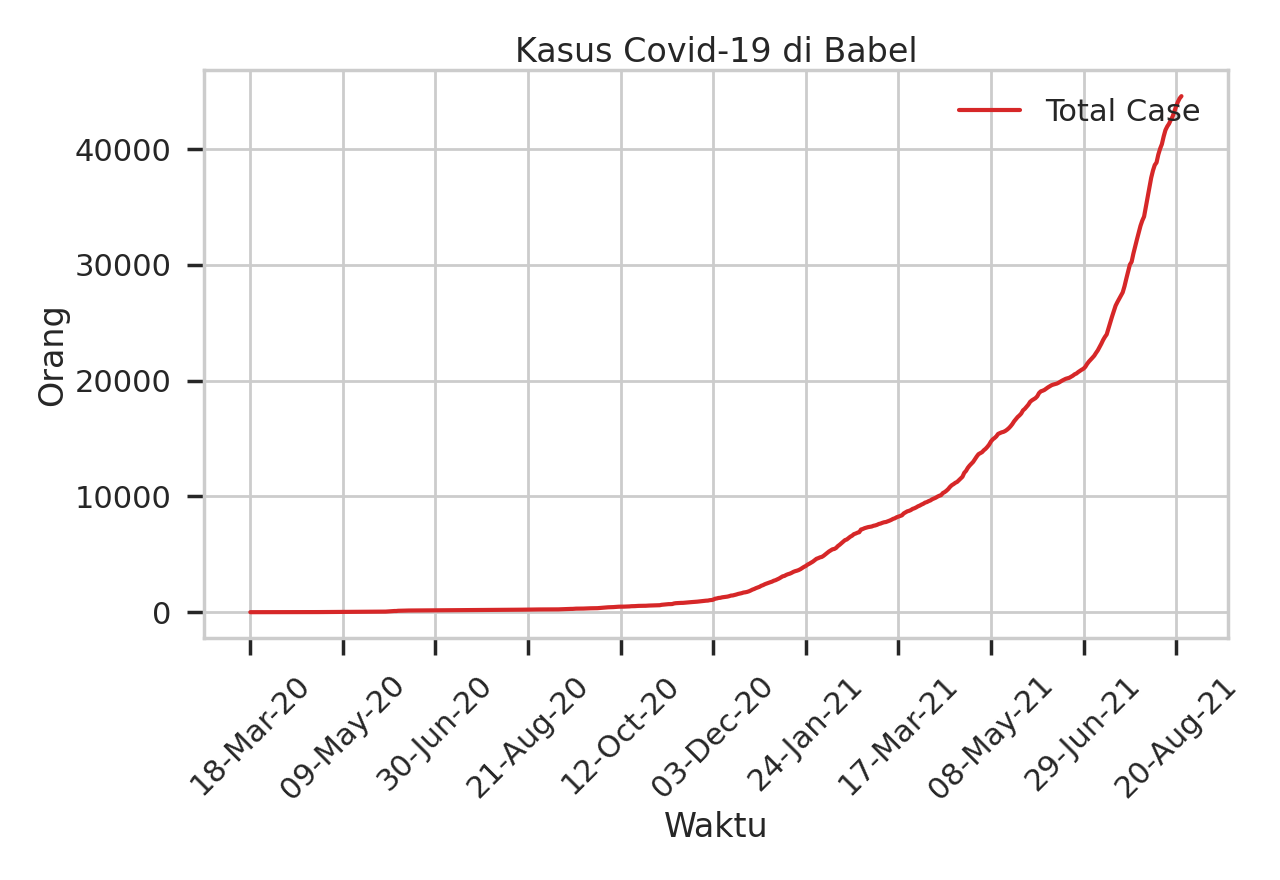 Kasus Covid-19 di Babel
Total Case
Orang
40000
30000
20000
10000
0
18-Mar-20
09-May-20
30-Jun-20
21-Aug-20
12-Oct-20
03-Dec-20
24-Jan-21
17-Mar-21
08-May-21
29-Jun-21
20-Aug-21
Waktu